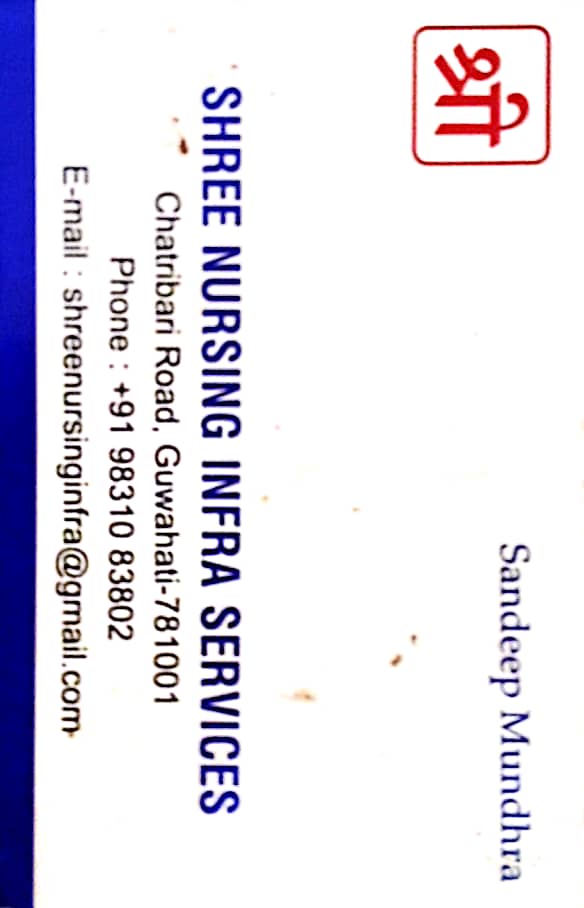 श्री
Sandeep Mundhra
SHREE NURSING INFRA SERVICES
Chatribari Road, Guwahati-781001
Phone : +91 98310 83802
E-mail : shreenursinginfra@gmail.com